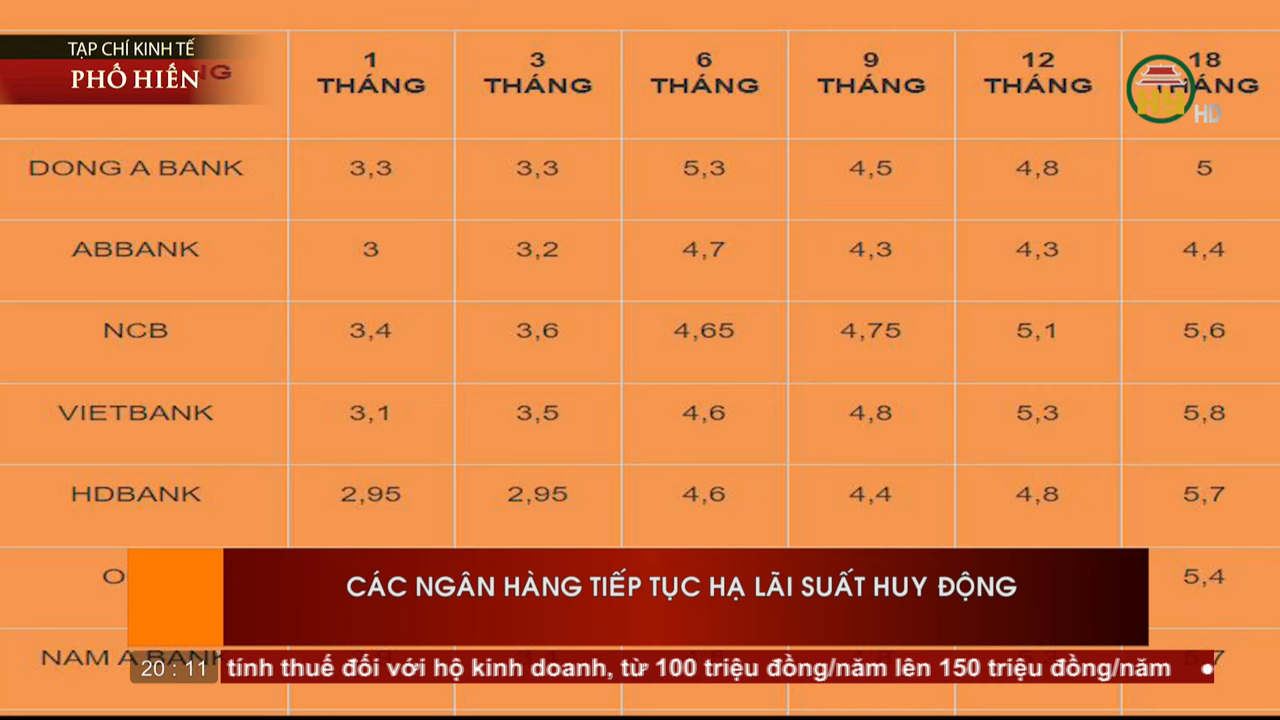 TẠP CHÍ KINH TẾ
PHỐ HIẾN
1 THÁNG 3 THÁNG 6 THÁNG 9 THÁNG 12 THÁNG 18 THÁNG
HD
DONG A BANK 3,3 3,3 5,3 4,5 4,8 5
ABBANK 3 3,2 4,7 4,3 4,3 4,4
NCB 3,4 3,6 4,65 4,75 5,1 5,6
VIETBANK 3,1 3,5 4,6 4,8 5,3 5,8
HDBANK 2,95 2,95 4,6 4,4 4,8 5,7
5,4
CÁC NGÂN HÀNG TIẾP TỤC HẠ LÃI SUẤT HUY ĐỘNG
NAM A BANK
20 : 11 tính thuế đối với hộ kinh doanh, từ 100 triệu đồng/năm lên 150 triệu đồng/năm